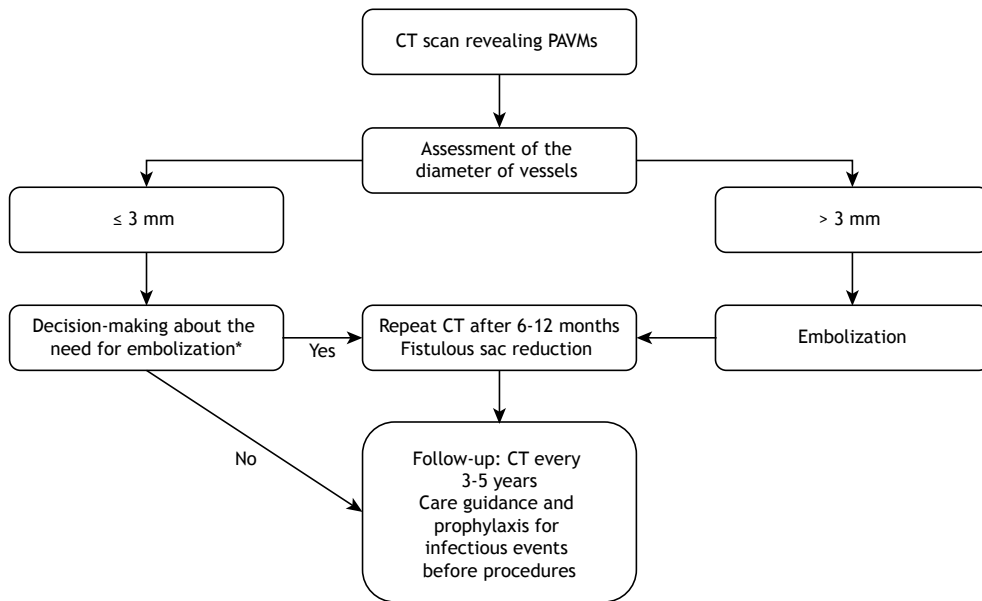 CT scan revealing PAVMs
Assessment of the
diameter of vessels
≤ 3 mm
> 3 mm
Decision-making about the
need for embolization*
Yes
Repeat CT after 6-12 months
Fistulous sac reduction
Embolization
No
Follow-up: CT every
3-5 years
Care guidance and
prophylaxis for
infectious events
before procedures